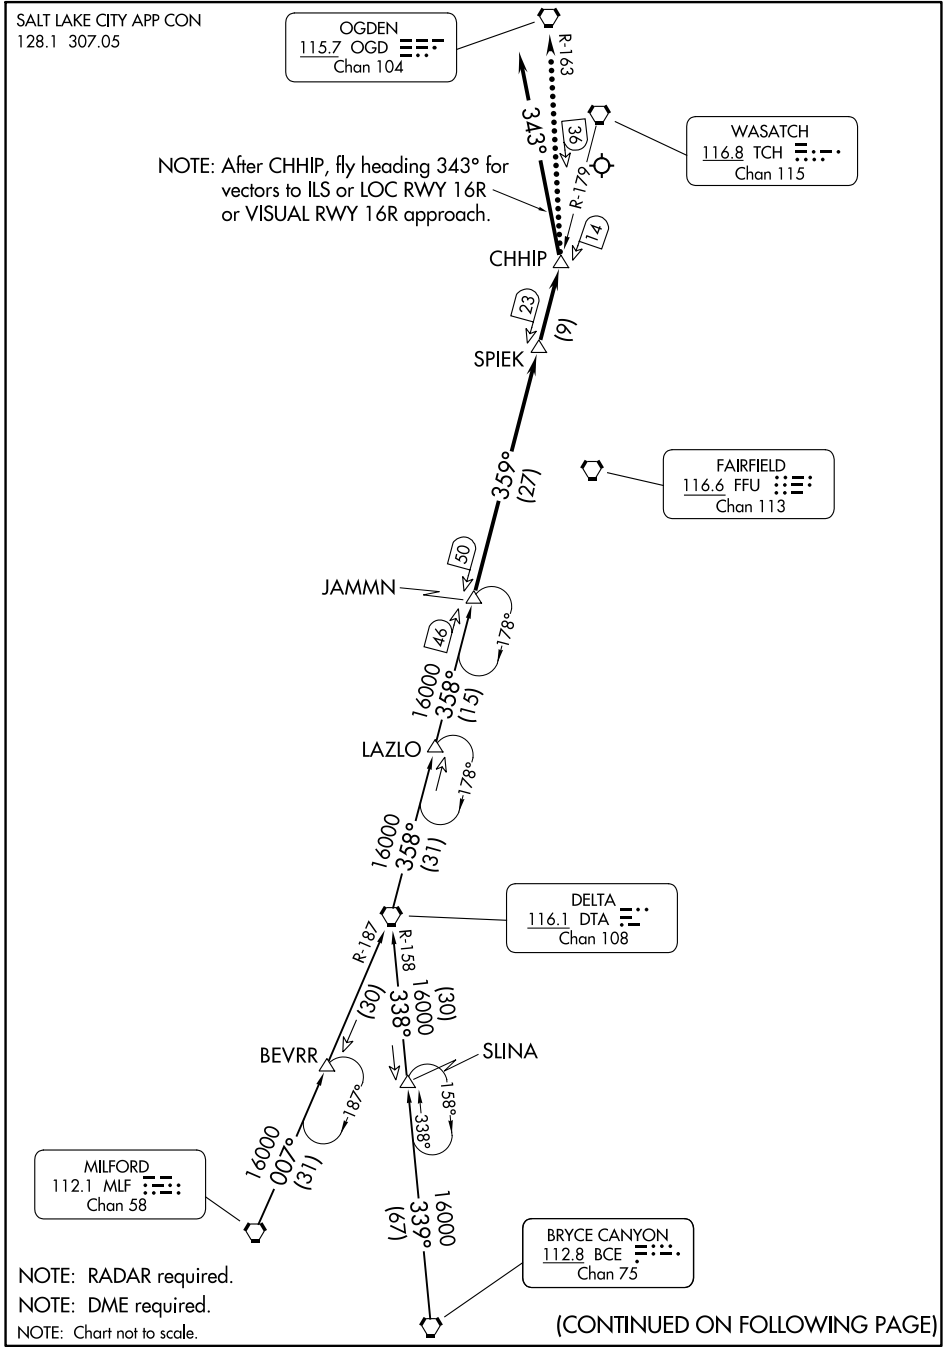 SALT LAKE CITY APP CON
128.1 307.05
OGDEN
115.7 OGD
Chan 104
R-163
343°
36
WASATCH
116.8 TCH
Chan 115
NOTE: After CHHIP, fly heading 343° for
vectors to ILS or LOC RWY 16R
or VISUAL RWY 16R approach.
R-179
14
CHHIP
23
(9)
SPIEK
359°
(27)
FAIRFIELD
116.6 FFU
Chan 113
50
JAMMN
46
178°
16000
358°
(15)
LAZLO
178°
16000
358°
(31)
DELTA
116.1 DTA
Chan 108
R-187
R-158
(30)
(30)
16000
338°
BEVRR
SLINA
187°
158°
338°
16000
007°
(31)
MILFORD
112.1 MLF
Chan 58
16000
339°
(67)
BRYCE CANYON
112.8 BCE
Chan 75
NOTE: RADAR required.
NOTE: DME required.
NOTE: Chart not to scale.
(CONTINUED ON FOLLOWING PAGE)